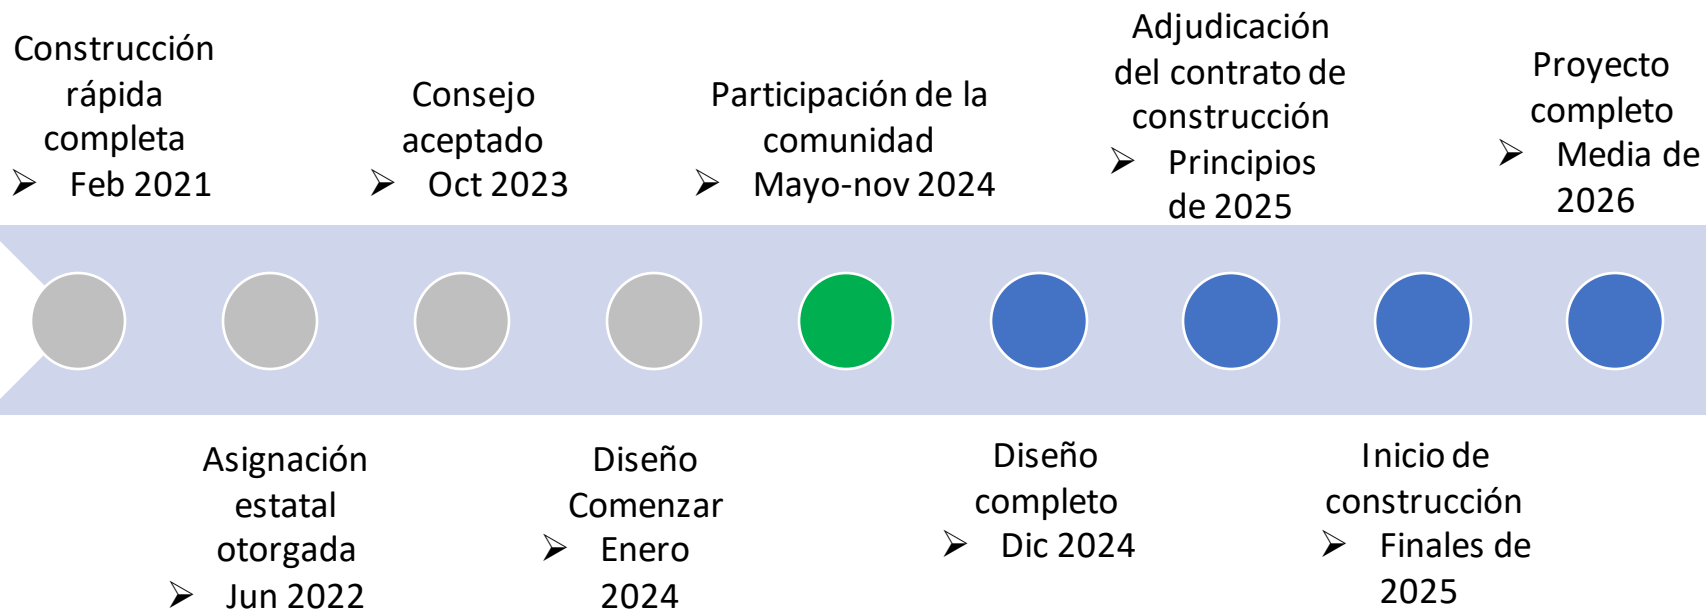 Construcción
rápida
completa
➢ Feb 2021
Asignación
estatal
otorgada
➢ Jun 2022
Consejo
aceptado
➢ Oct 2023
Diseño
Comenzar
➢ Enero
2024
Participación de la
comunidad
➢ Mayo-nov 2024
Diseño
completo
➢ Dic 2024
Adjudicación
del contrato de
construcción
➢ Principios
de 2025
Inicio de
construcción
➢ Finales de
2025
Proyecto
completo
➢ Media de
2026